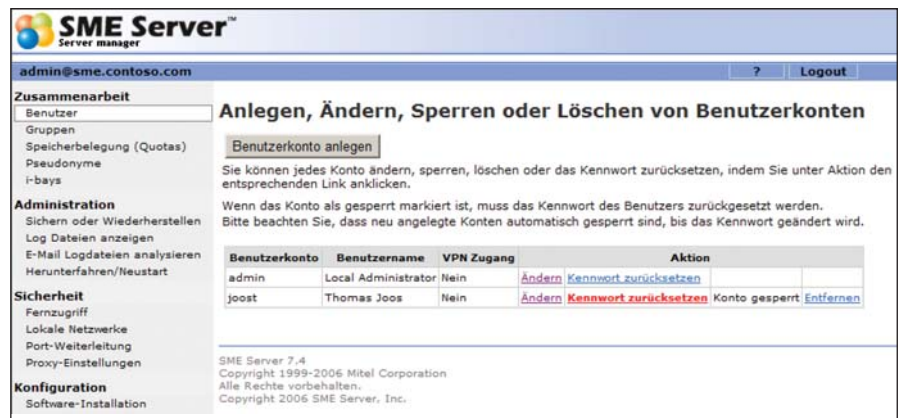 SME Server™
Server manager
admin@sme.contoso.com ? Logout
Zusammenarbeit
Benutzer
Gruppen
Speicherbelegung (Quotas)
Pseudonyme
i-bays
Administration
Sichern oder Wiederherstellen
Log Dateien anzeigen
E-Mail Logdateien analysieren
Herunterfahren/Neustart
Sicherheit
Fernzugriff
Lokale Netzwerke
Port-Weiterleitung
Proxy-Einstellungen
Konfiguration
Software-Installation
Anlegen, Ändern, Sperren oder Löschen von Benutzerkonten
Benutzerkonto anlegen
Sie können jedes Konto ändern, sperren, löschen oder das Kennwort zurücksetzen, indem Sie unter Aktion den
entsprechenden Link anklicken.
Wenn das Konto als gesperrt markiert ist, muss das Kennwort des Benutzers zurückgesetzt werden.
Bitte beachten Sie, dass neu angelegte Konten automatisch gesperrt sind, bis das Kennwort geändert wird.
Benutzerkonto Benutzername VPN Zugang Aktion
admin Local Administrator Nein Ändern Kennwort zurücksetzen
joost Thomas Joos Nein Ändern Kennwort zurücksetzen Konto gesperrt Entfernen
SME Server 7.4
Copyright 1999-2006 Mitel Corporation
Alle Rechte vorbehalten.
Copyright 2006 SME Server, Inc.